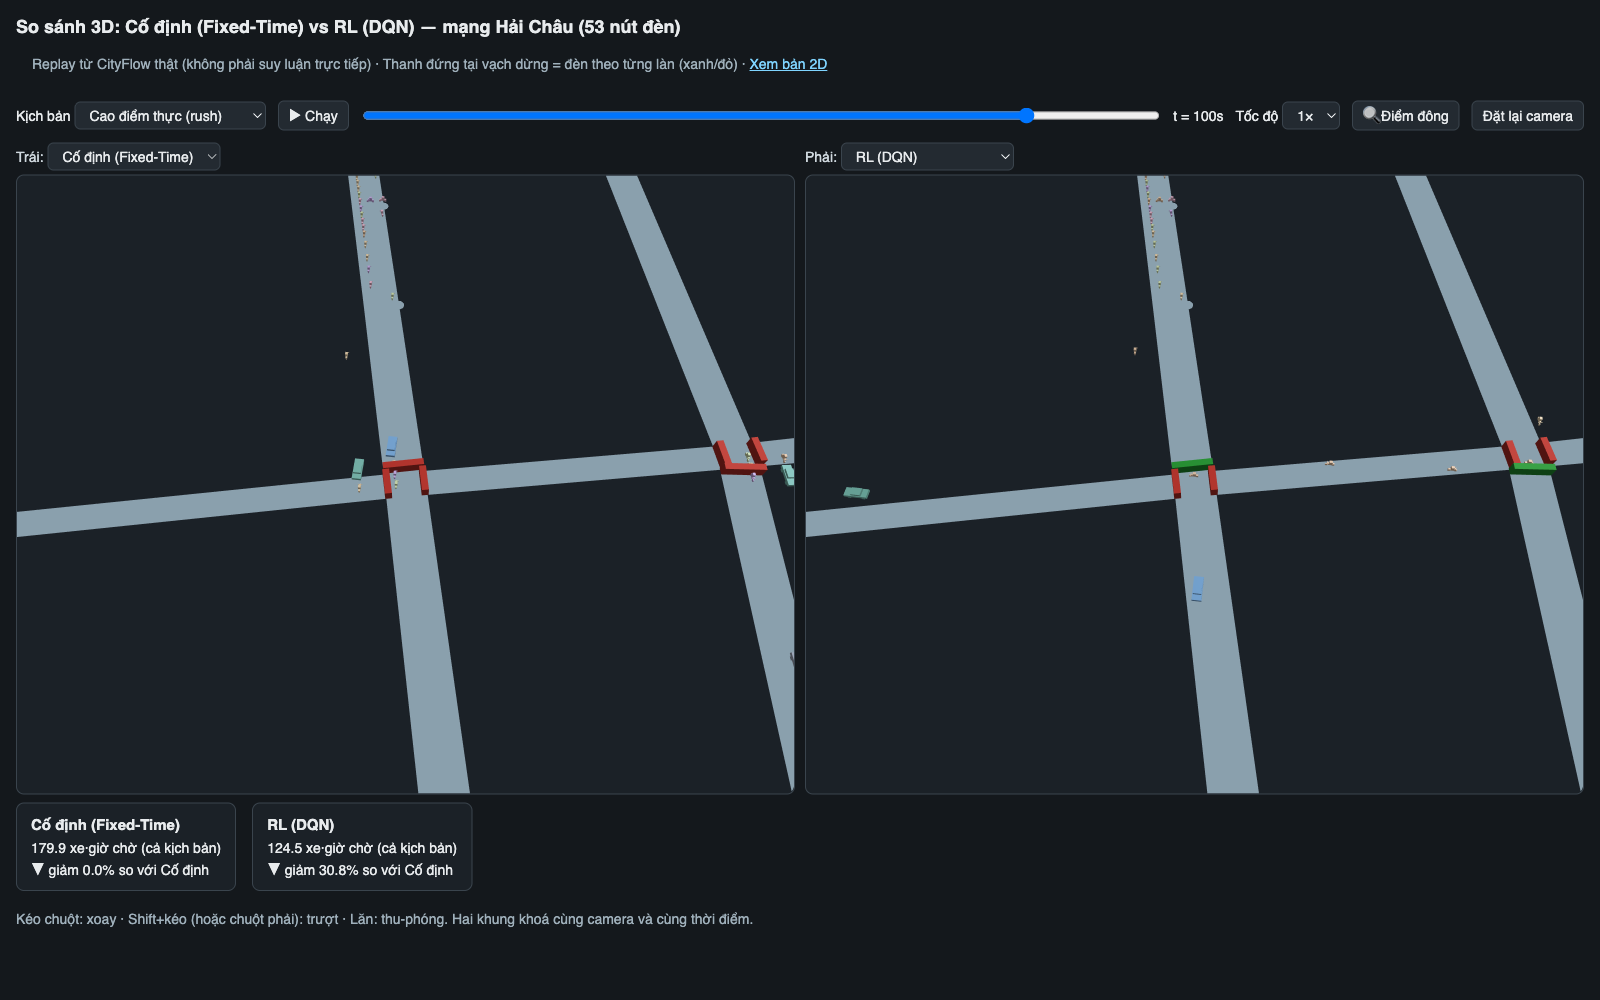 So sánh 3D: Cố định (Fixed-Time) vs RL (DQN) — mạng Hải Châu (53 nút đèn)
Replay từ CityFlow thật (không phải suy luận trực tiếp) · Thanh đứng tại vạch dừng = đèn theo từng làn (xanh/đỏ) · Xem bản 2D
Kịch bản Cao điểm thực (rush) ▶ Chạy t = 100s Tốc độ 1× Điểm đông Đặt lại camera
Trái: Cố định (Fixed-Time) Phải: RL (DQN)
Cố định (Fixed-Time)
179.9 xe·giờ chờ (cả kịch bản)
▼ giảm 0.0% so với Cố định
RL (DQN)
124.5 xe·giờ chờ (cả kịch bản)
▼ giảm 30.8% so với Cố định
Kéo chuột: xoay · Shift+kéo (hoặc chuột phải): trượt · Lăn: thu-phóng. Hai khung khoá cùng camera và cùng thời điểm.